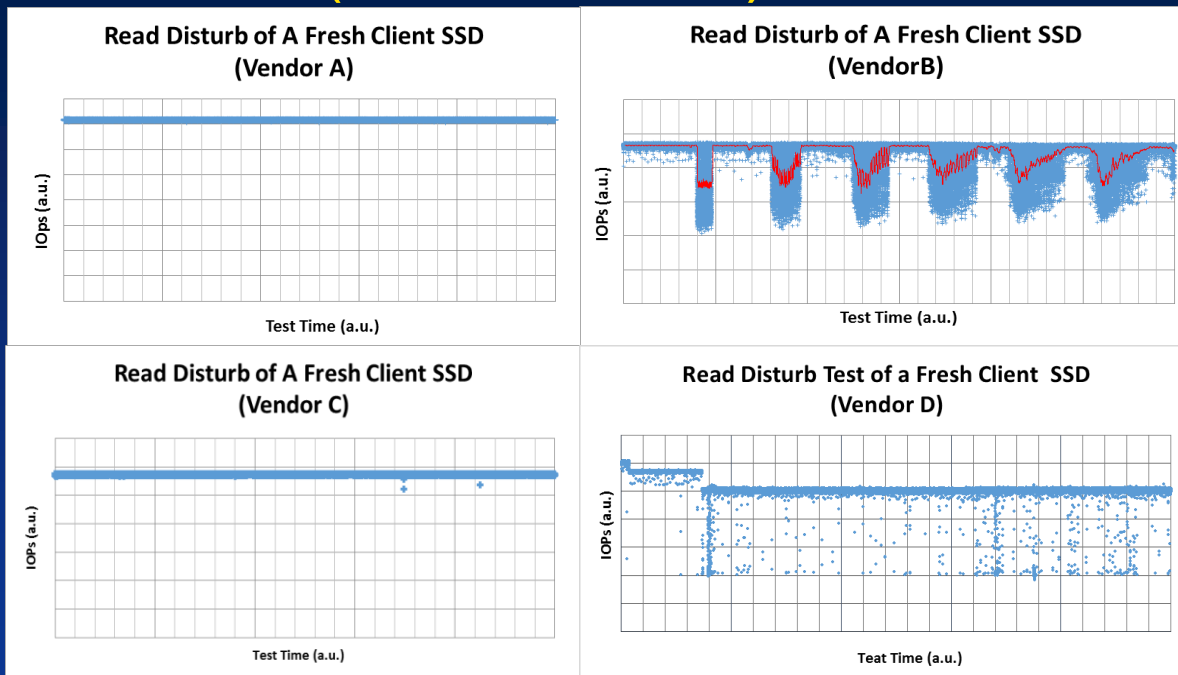 Read Disturb of A Fresh Client SSD
(Vendor A)
IOps (a.u.)
Test Time (a.u.)
Read Disturb of A Fresh Client SSD
(VendorB)
IOPs (a.u.)
Test Time (a.u.)
Read Disturb of A Fresh Client SSD
(Vendor C)
IOPs (a.u.)
Test Time (a.u.)
Read Disturb Test of a Fresh Client  SSD
(Vendor D)
IOPs (a.u.)
Teat Time (a.u.)